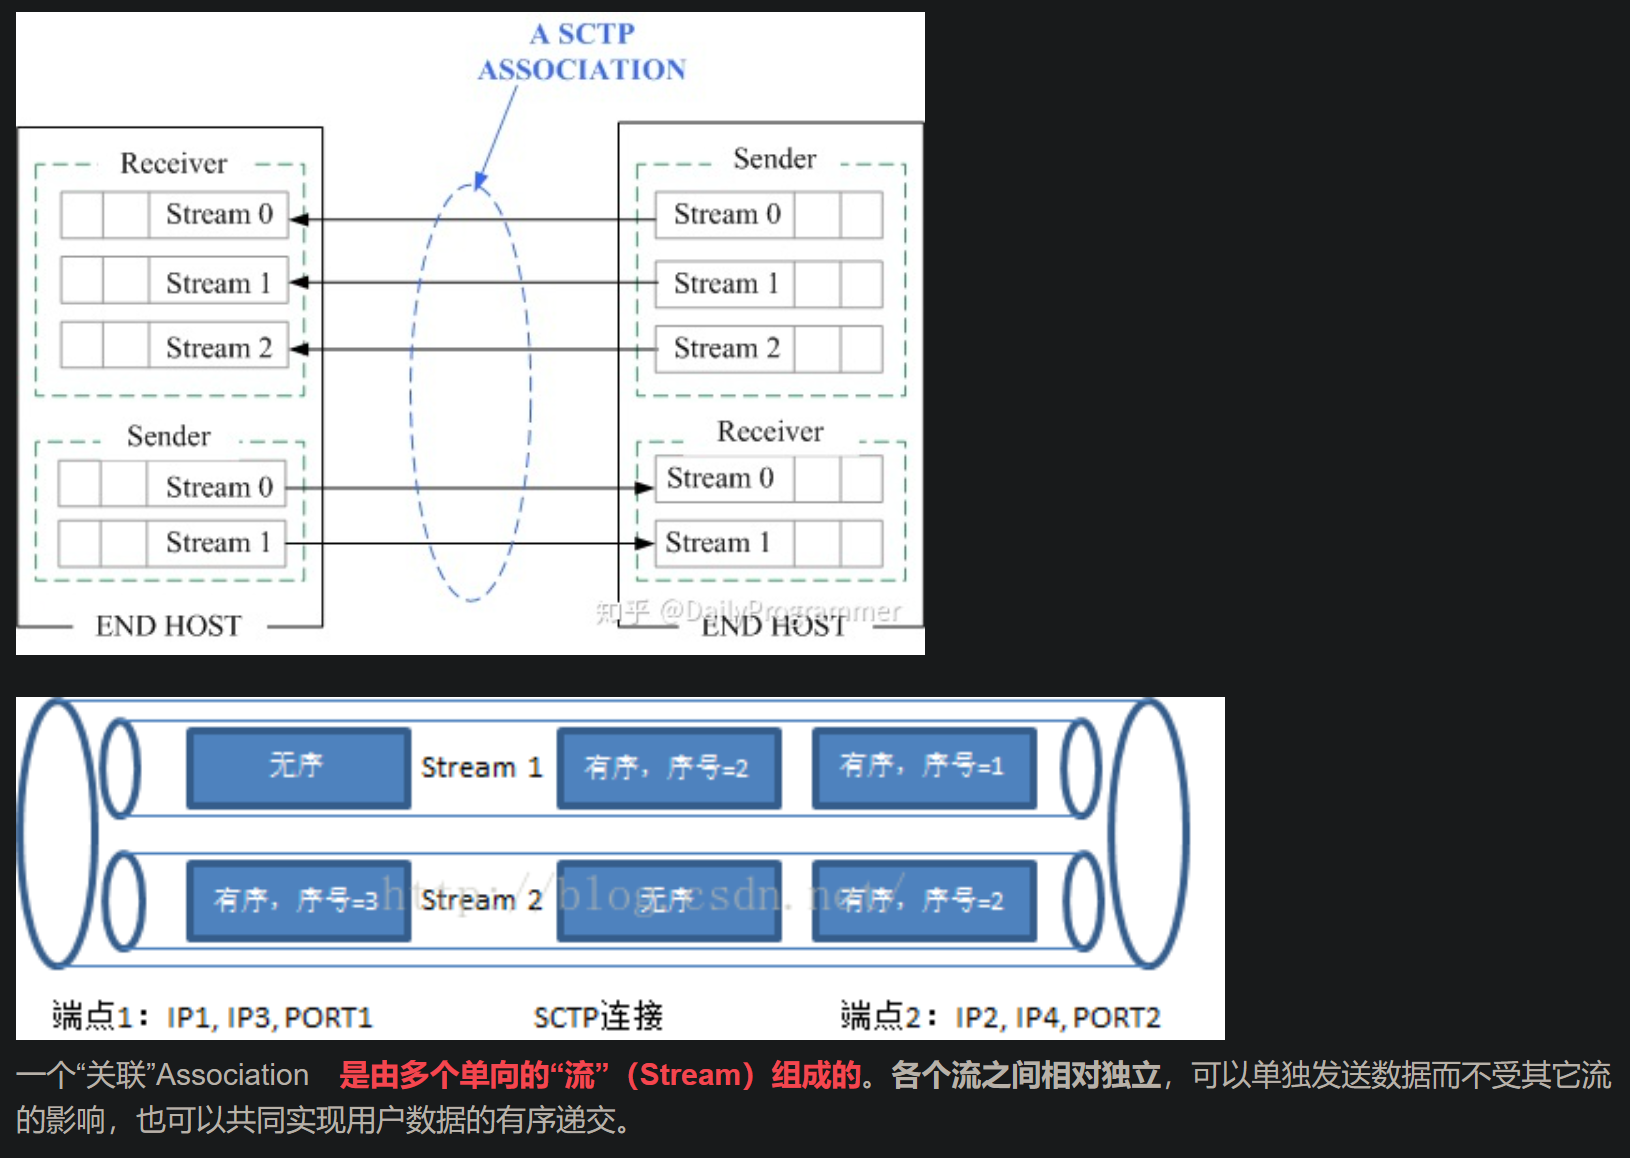 A SCTP
ASSOCIATION
Receiver
Stream 0
Stream 1
Stream 2
Sender
Stream 0
Stream 1
END HOST
Sender
Stream 0
Stream 1
Stream 2
Receiver
Stream 0
Stream 1
知乎 @DailyProgrammer
END HOST
无序
Stream 1
有序，序号=2
有序，序号=1
有序，序号=3
Stream 2
无序
有序，序号=2
http://blog.csdn.net/
端点1：IP1, IP3, PORT1
SCTP连接
端点2：IP2, IP4, PORT2
一个“关联”Association 是由多个单向的“流”（Stream）组成的。各个流之间相对独立，可以单独发送数据而不受其它流
的影响，也可以共同实现用户数据的有序递交。